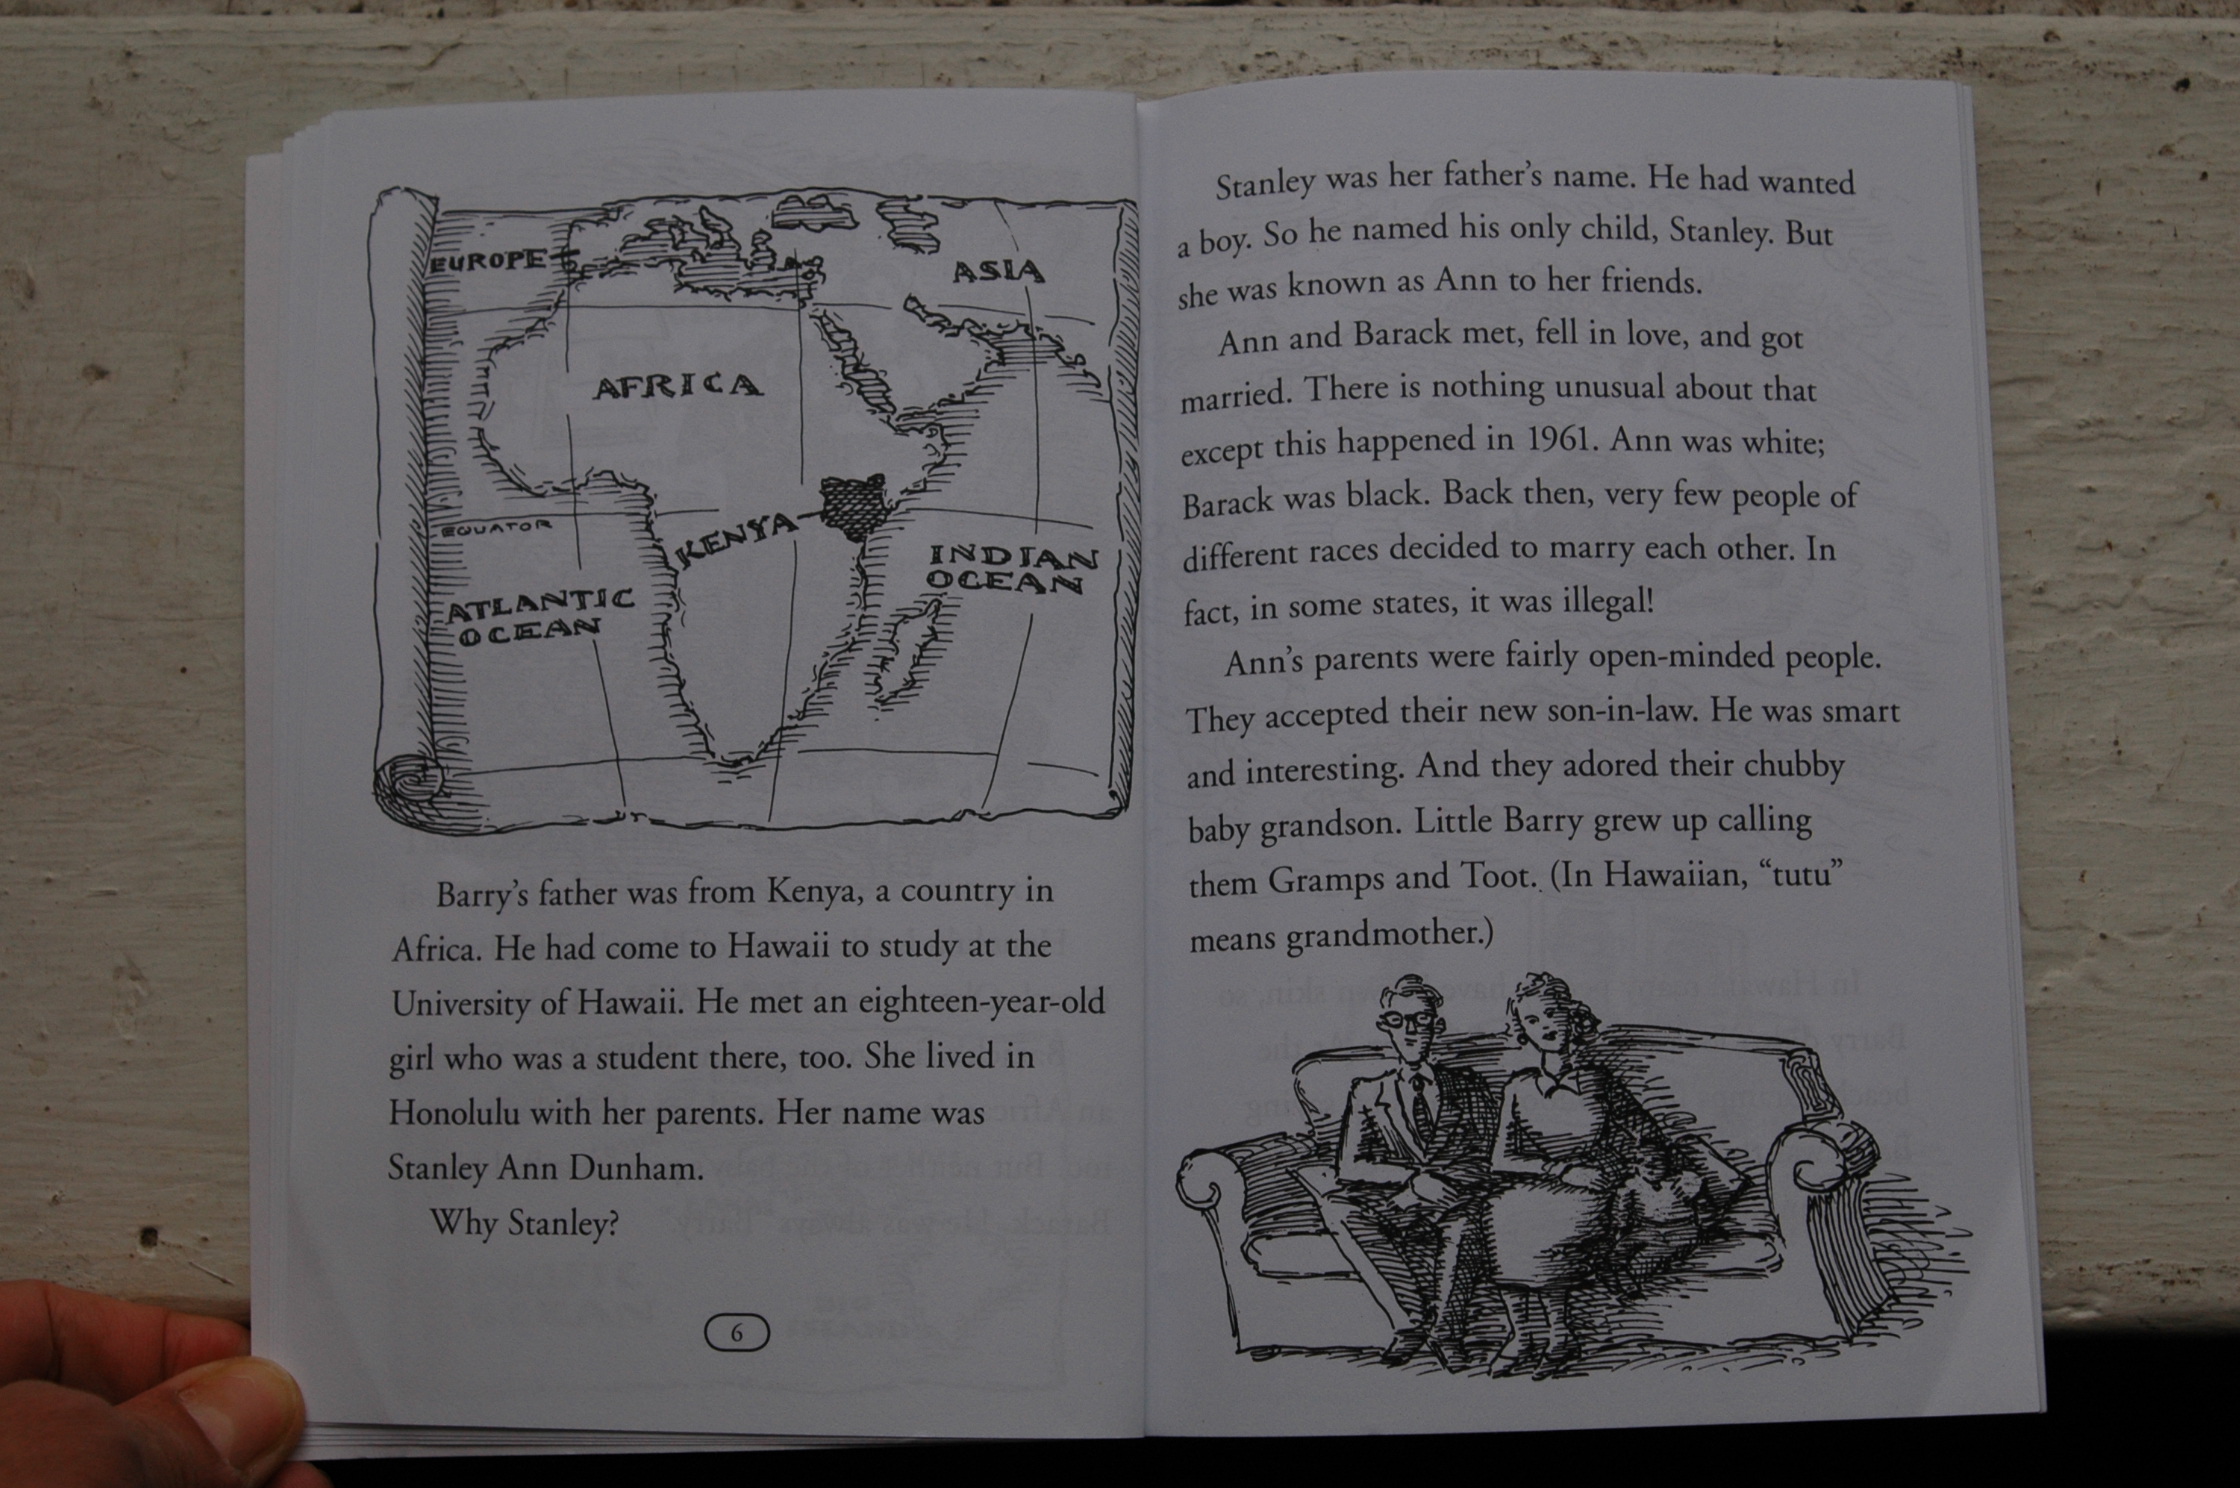 EUROPE
ASIA
AFRICA
EQUATOR
KENYA
INDIAN
OCEAN
ATLANTIC
OCEAN
Barry’s father was from Kenya, a country in
Africa. He had come to Hawaii to study at the
University of Hawaii. He met an eighteen-year-old
girl who was a student there, too. She lived in
Honolulu with her parents. Her name was
Stanley Ann Dunham.
Why Stanley?
6
Stanley was her father’s name. He had wanted
a boy. So he named his only child, Stanley. But
she was known as Ann to her friends.
Ann and Barack met, fell in love, and got
married. There is nothing unusual about that
except this happened in 1961. Ann was white;
Barack was black. Back then, very few people of
different races decided to marry each other. In
fact, in some states, it was illegal!
Ann’s parents were fairly open-minded people.
They accepted their new son-in-law. He was smart
and interesting. And they adored their chubby
baby grandson. Little Barry grew up calling
them Gramps and Toot. (In Hawaiian, “tutu”
means grandmother.)